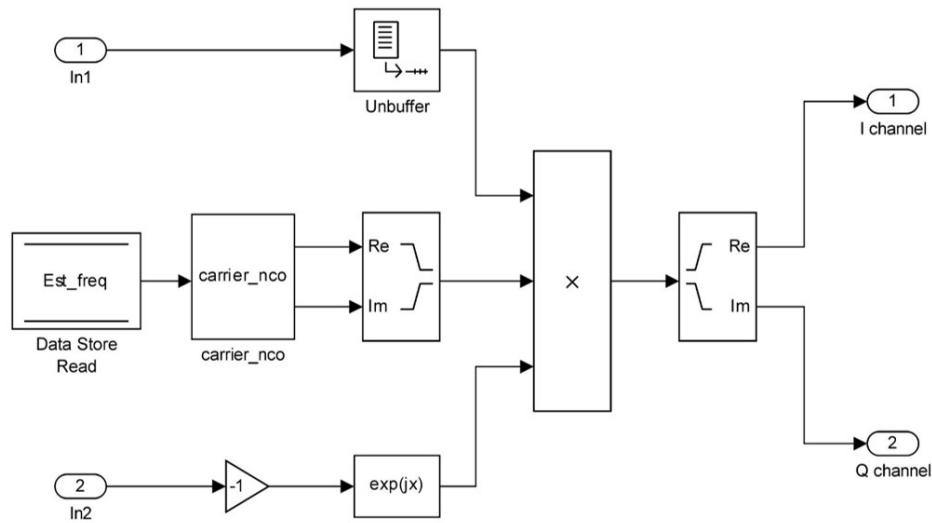 1
In1
Unbuffer
1
I channel
Re
Im
carrier_nco
carrier_nco
Est_freq
Data Store
Read
×
Re
Im
2
In2
-1
exp(jx)
2
Q channel